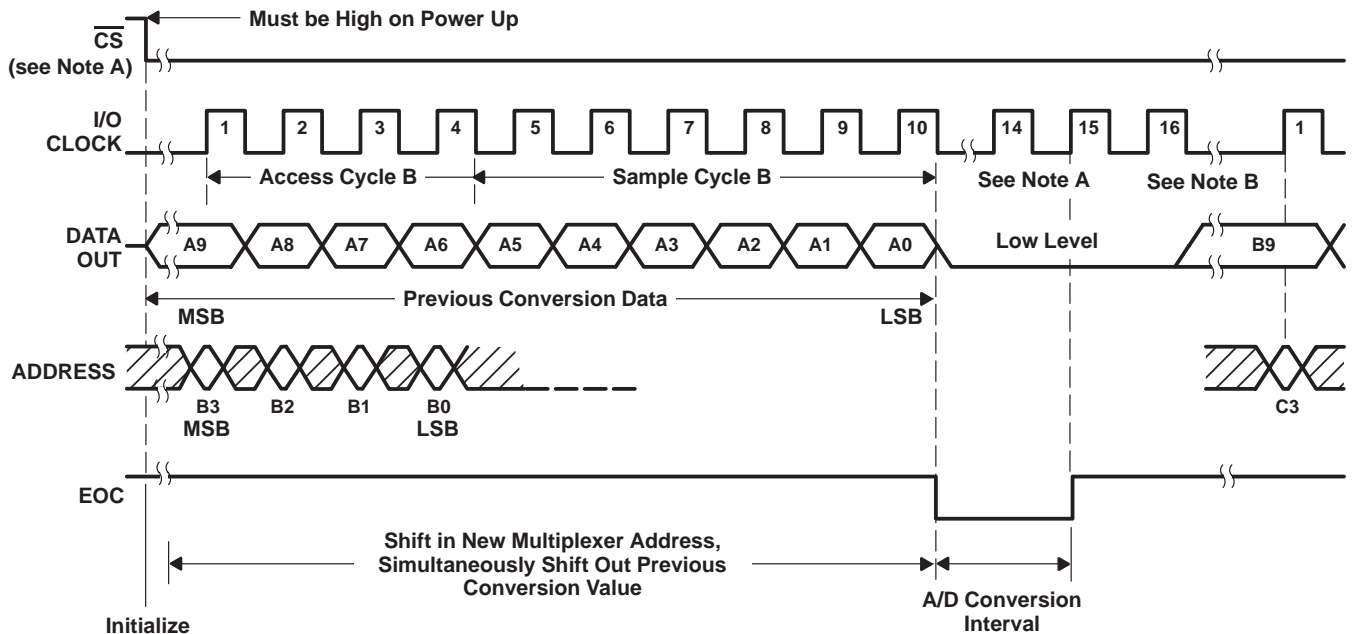 Must be High on Power Up
CS
(see Note A)
I/O
CLOCK
1 2 3 4 5 6 7 8 9 10 14 15 16 1
Access Cycle B
Sample Cycle B
See Note A
See Note B
DATA
OUT
A9 A8 A7 A6 A5 A4 A3 A2 A1 A0
Low Level
B9
Previous Conversion Data
MSB
LSB
ADDRESS
B3 B2 B1 B0
MSB
LSB
C3
EOC
Shift in New Multiplexer Address,
Simultaneously Shift Out Previous
Conversion Value
A/D Conversion
Interval
Initialize